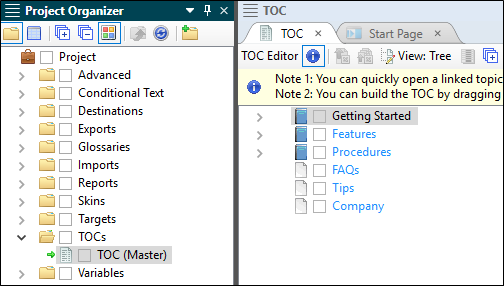 Project Organizer
Project
Advanced
Conditional Text
Destinations
Exports
Glossaries
Imports
Reports
Skins
Targets
TOCs
TOC (Master)
Variables
TOC
TOC
Start Page
TOC Editor
View: Tree
Note 1: You can quickly open a linked topic
Note 2: You can build the TOC by dragging
Getting Started
Features
Procedures
FAQs
Tips
Company